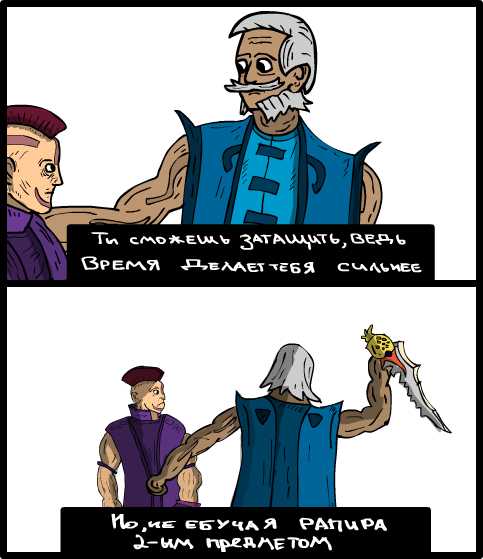 Ти сможешь затащить, ведь
Время делает тебя сильнее
Но, не ебучая рапира
2-ым предметом